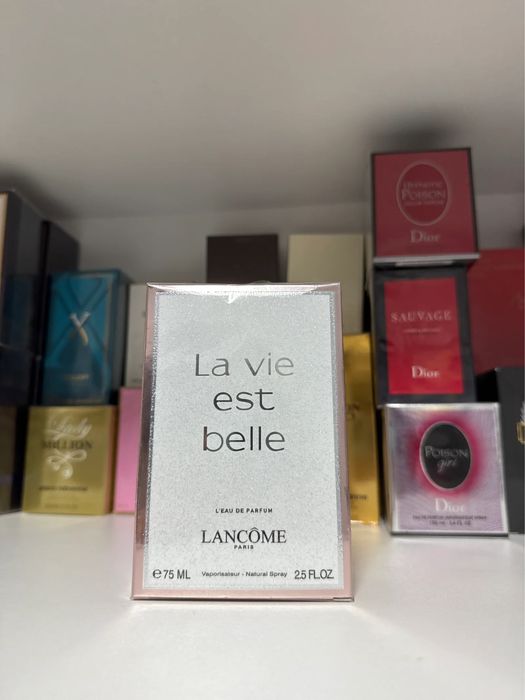 La vie
est
belle
L'EAU DE PARFUM
LANCÔME
PARIS
℮ 75 ML Vaporisateur - Natural Spray 2.5 FL.OZ.
Lady
MILLION
POISON
Dior
SAUVAGE
Dior
POISON
girl
Dior